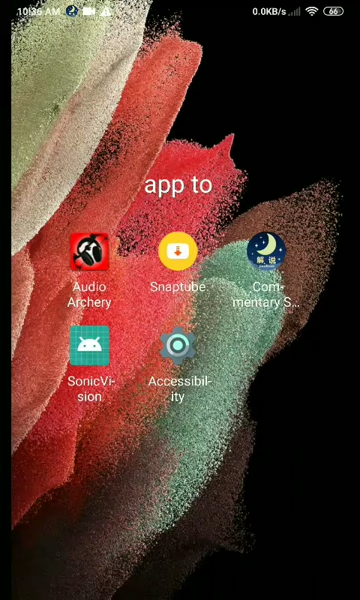 10:36 AM 0.0KB/s 66
app to
Audio
Archery
Snaptube
Com-
mentary S...
解 说
SonicVi-
sion
Accessibil-
ity